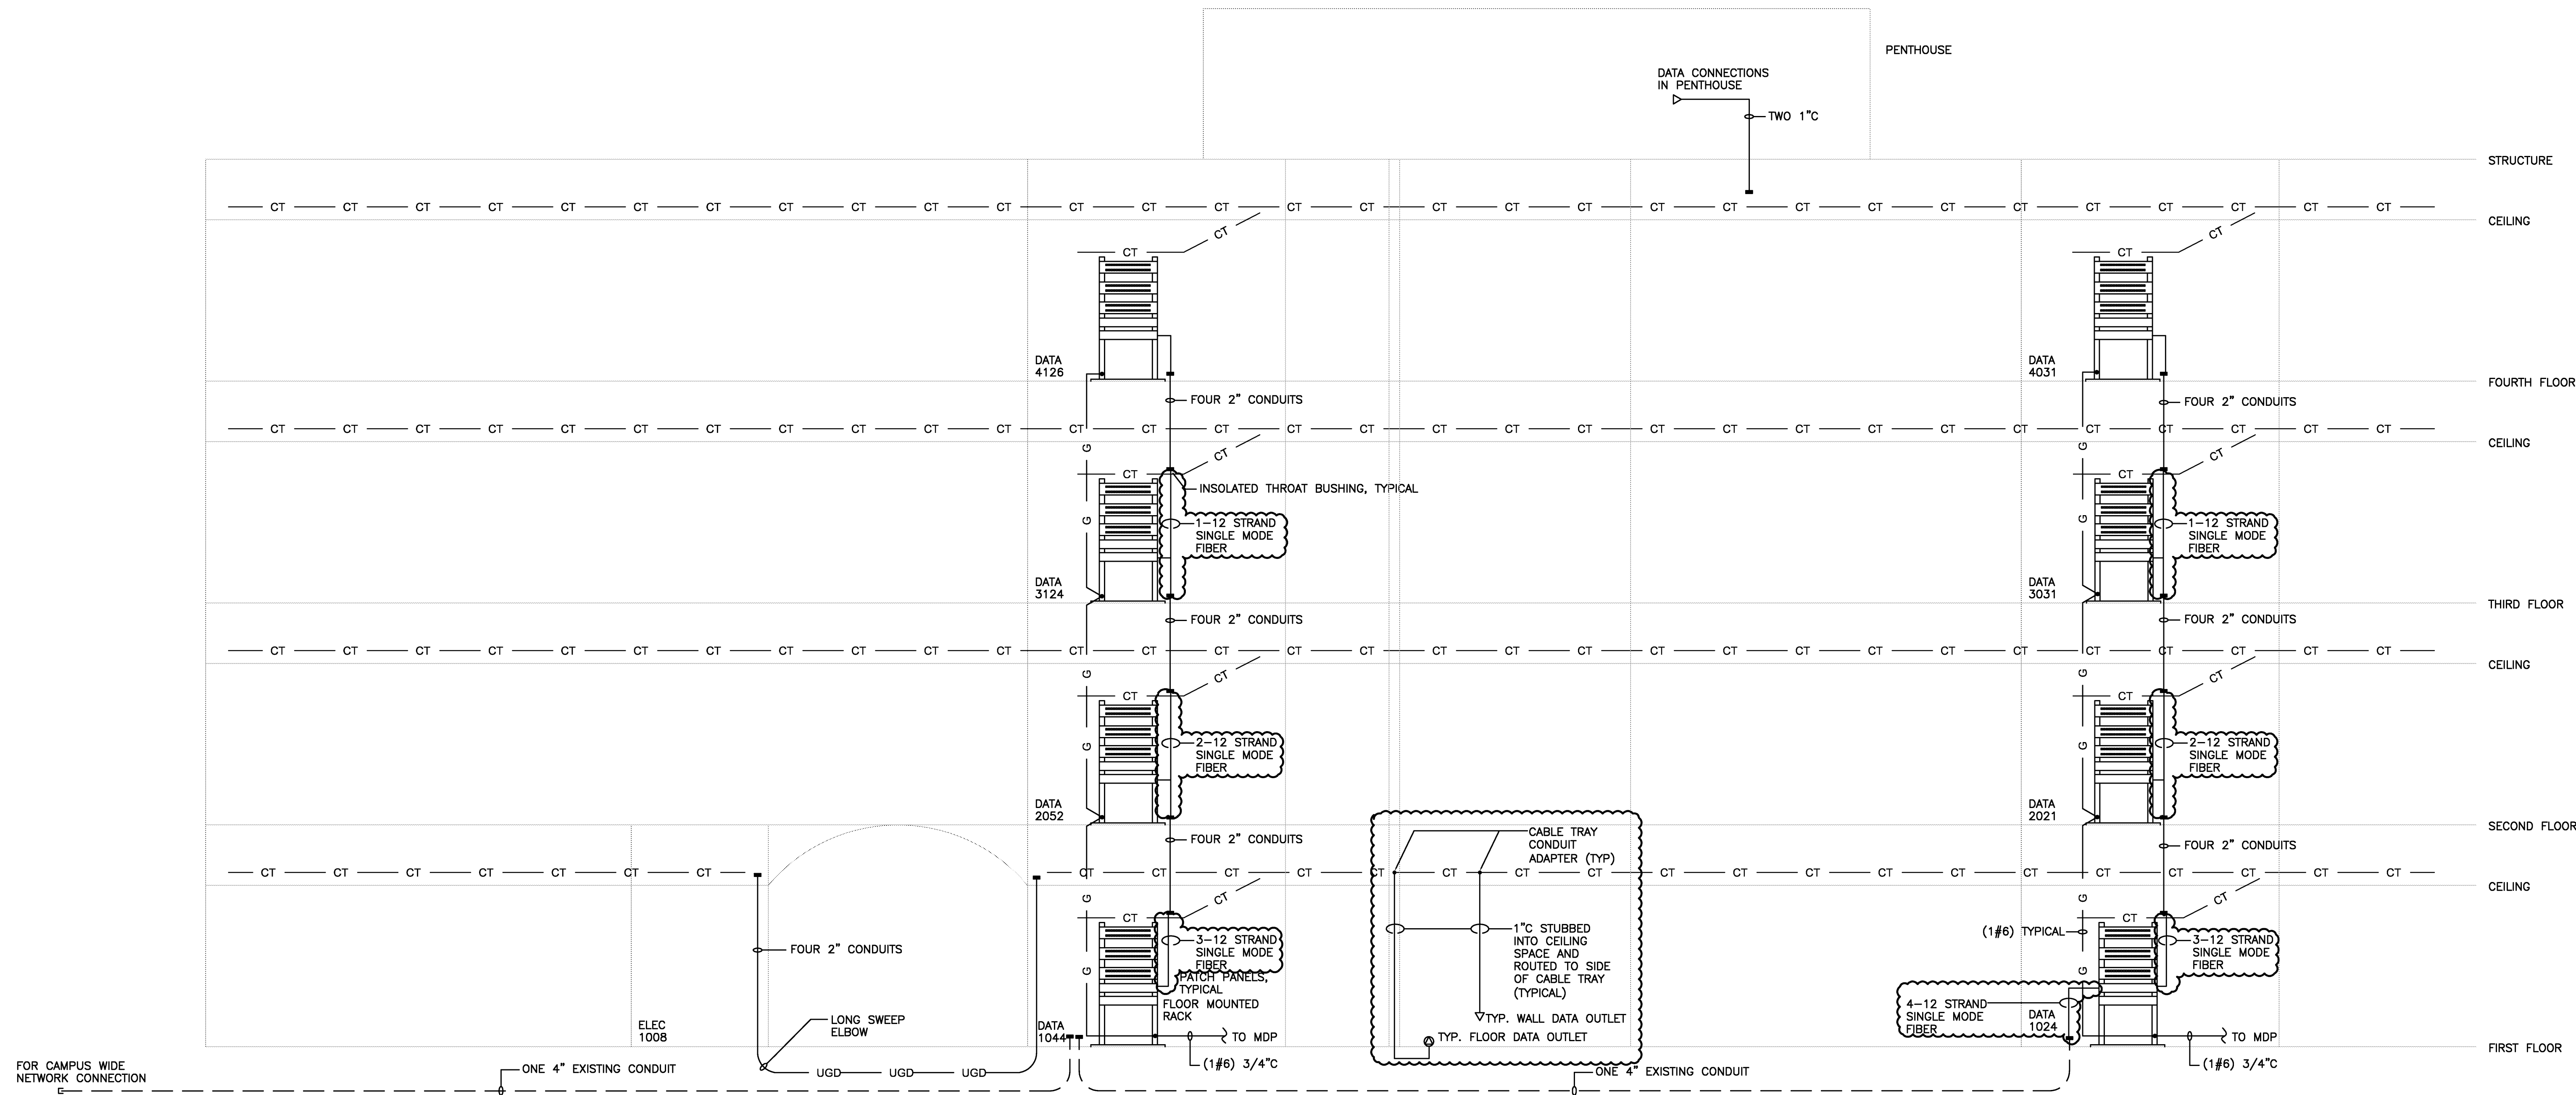 PENTHOUSE
DATA CONNECTIONS
IN PENTHOUSE
TWO 1"C
STRUCTURE
CT CT CT CT CT CT CT CT CT CT CT CT CT CT CT CT CT CT CT CT CT CT CT CT CT CT CT CT CT CT
CEILING
CT
CT
CT
CT
DATA
4126
DATA
4031
FOURTH FLOOR
FOUR 2" CONDUITS
FOUR 2" CONDUITS
CT CT CT CT CT CT CT CT CT CT CT CT CT CT CT CT CT CT CT CT CT CT CT CT CT CT CT CT CT CT
CEILING
G
CT
CT
G
CT
CT
INSOLATED THROAT BUSHING, TYPICAL
G
1-12 STRAND
SINGLE MODE
FIBER
G
1-12 STRAND
SINGLE MODE
FIBER
DATA
3124
DATA
3031
THIRD FLOOR
FOUR 2" CONDUITS
FOUR 2" CONDUITS
CT CT CT CT CT CT CT CT CT CT CT CT CT CT CT CT CT CT CT CT CT CT CT CT CT CT CT CT CT CT
CEILING
G
CT
CT
G
CT
CT
G
2-12 STRAND
SINGLE MODE
FIBER
G
2-12 STRAND
SINGLE MODE
FIBER
DATA
2052
DATA
2021
SECOND FLOOR
FOUR 2" CONDUITS
CABLE TRAY
CONDUIT
ADAPTER (TYP)
FOUR 2" CONDUITS
CT CT CT CT CT CT CT
CT CT CT CT CT CT CT CT CT CT CT CT CT CT CT CT CT CT CT
CEILING
G
CT
CT
G
CT
CT
FOUR 2" CONDUITS
G
3-12 STRAND
SINGLE MODE
FIBER
PATCH PANELS,
TYPICAL
FLOOR MOUNTED
RACK
1"C STUBBED
INTO CEILING
SPACE AND
ROUTED TO SIDE
OF CABLE TRAY
(TYPICAL)
TYP. WALL DATA OUTLET
TYP. FLOOR DATA OUTLET
(1#6) TYPICAL
G
3-12 STRAND
SINGLE MODE
FIBER
4-12 STRAND
SINGLE MODE
FIBER
ELEC
1008
LONG SWEEP
ELBOW
DATA
1044
TO MDP
DATA
1024
TO MDP
FIRST FLOOR
FOR CAMPUS WIDE
NETWORK CONNECTION
ONE 4" EXISTING CONDUIT
UGD UGD UGD
(1#6) 3/4"C
ONE 4" EXISTING CONDUIT
(1#6) 3/4"C